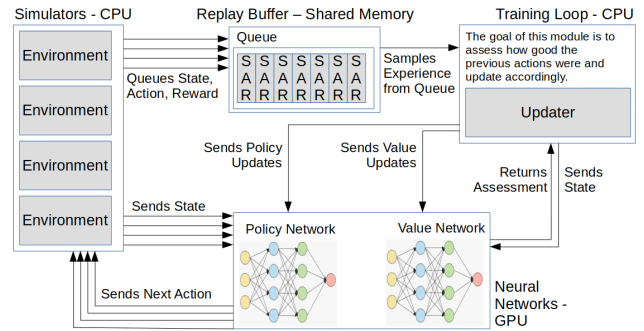 Simulators - CPU
Replay Buffer – Shared Memory
Training Loop - CPU
Environment
Environment
Environment
Environment
Queues State,
Action, Reward
Queue
S S S S S S S
A A A A A A A
R R R R R R R
Samples
Experience
from Queue
The goal of this module is to
assess how good the
previous actions were and
update accordingly.
Updater
Sends Policy
Updates
Sends Value
Updates
Returns
Assessment
Sends
State
Sends State
Policy Network
Value Network
Sends Next Action
Neural
Networks -
GPU